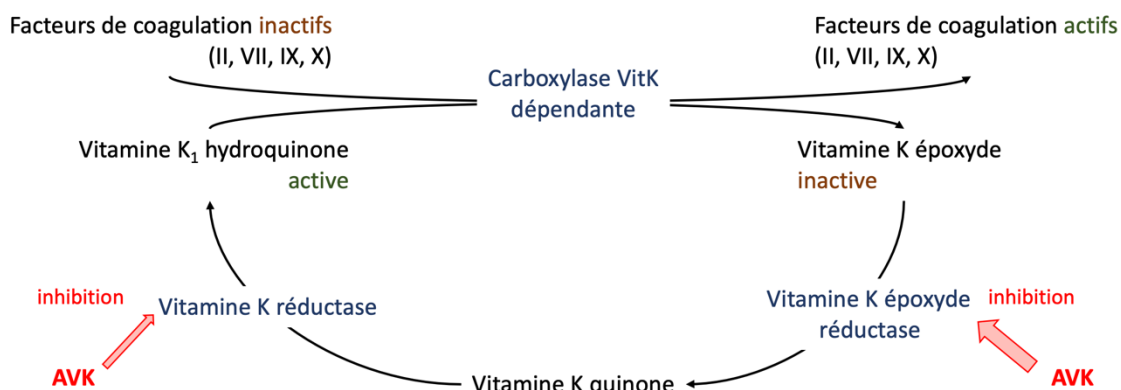 Facteurs de coagulation inactifs
(II, VII, IX, X)
Facteurs de coagulation actifs
(II, VII, IX, X)
Carboxylase VitK
dépendante
Vitamine K₁ hydroquinone
active
Vitamine K époxyde
inactive
inhibition
Vitamine K réductase
Vitamine K époxyde
réductase
inhibition
AVK
Vitamine K quinone
AVK